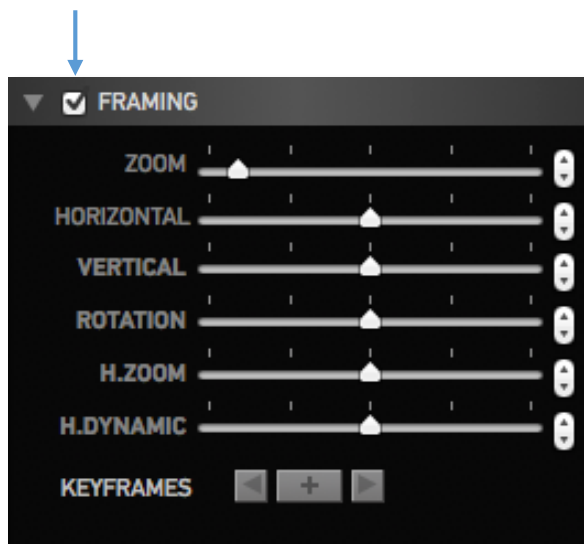 FRAMING
ZOOM
HORIZONTAL
VERTICAL
ROTATION
H.ZOOM
H.DYNAMIC
KEYFRAMES